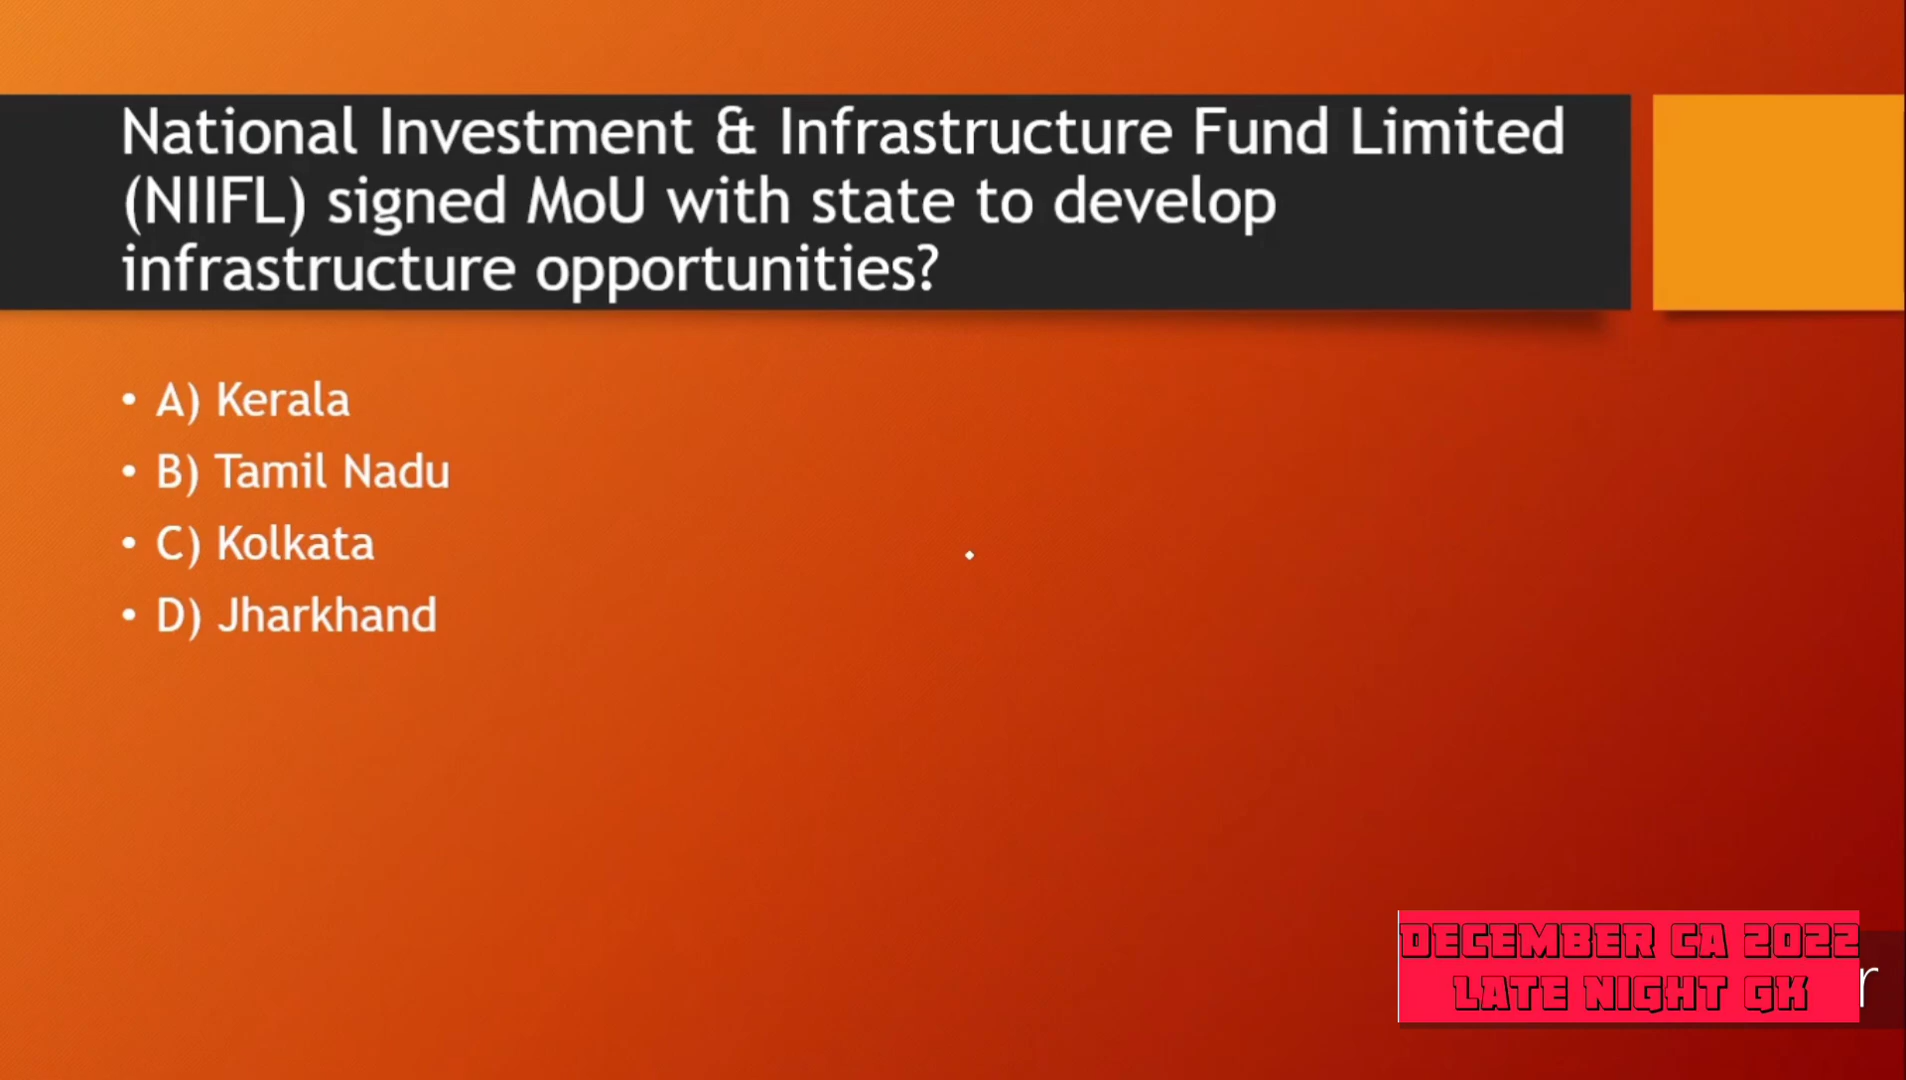 National Investment & Infrastructure Fund Limited
(NIIFL) signed MoU with state to develop
infrastructure opportunities?
• A) Kerala
• B) Tamil Nadu
• C) Kolkata
• D) Jharkhand
DECEMBER CA 2022
LATE NIGHT GK